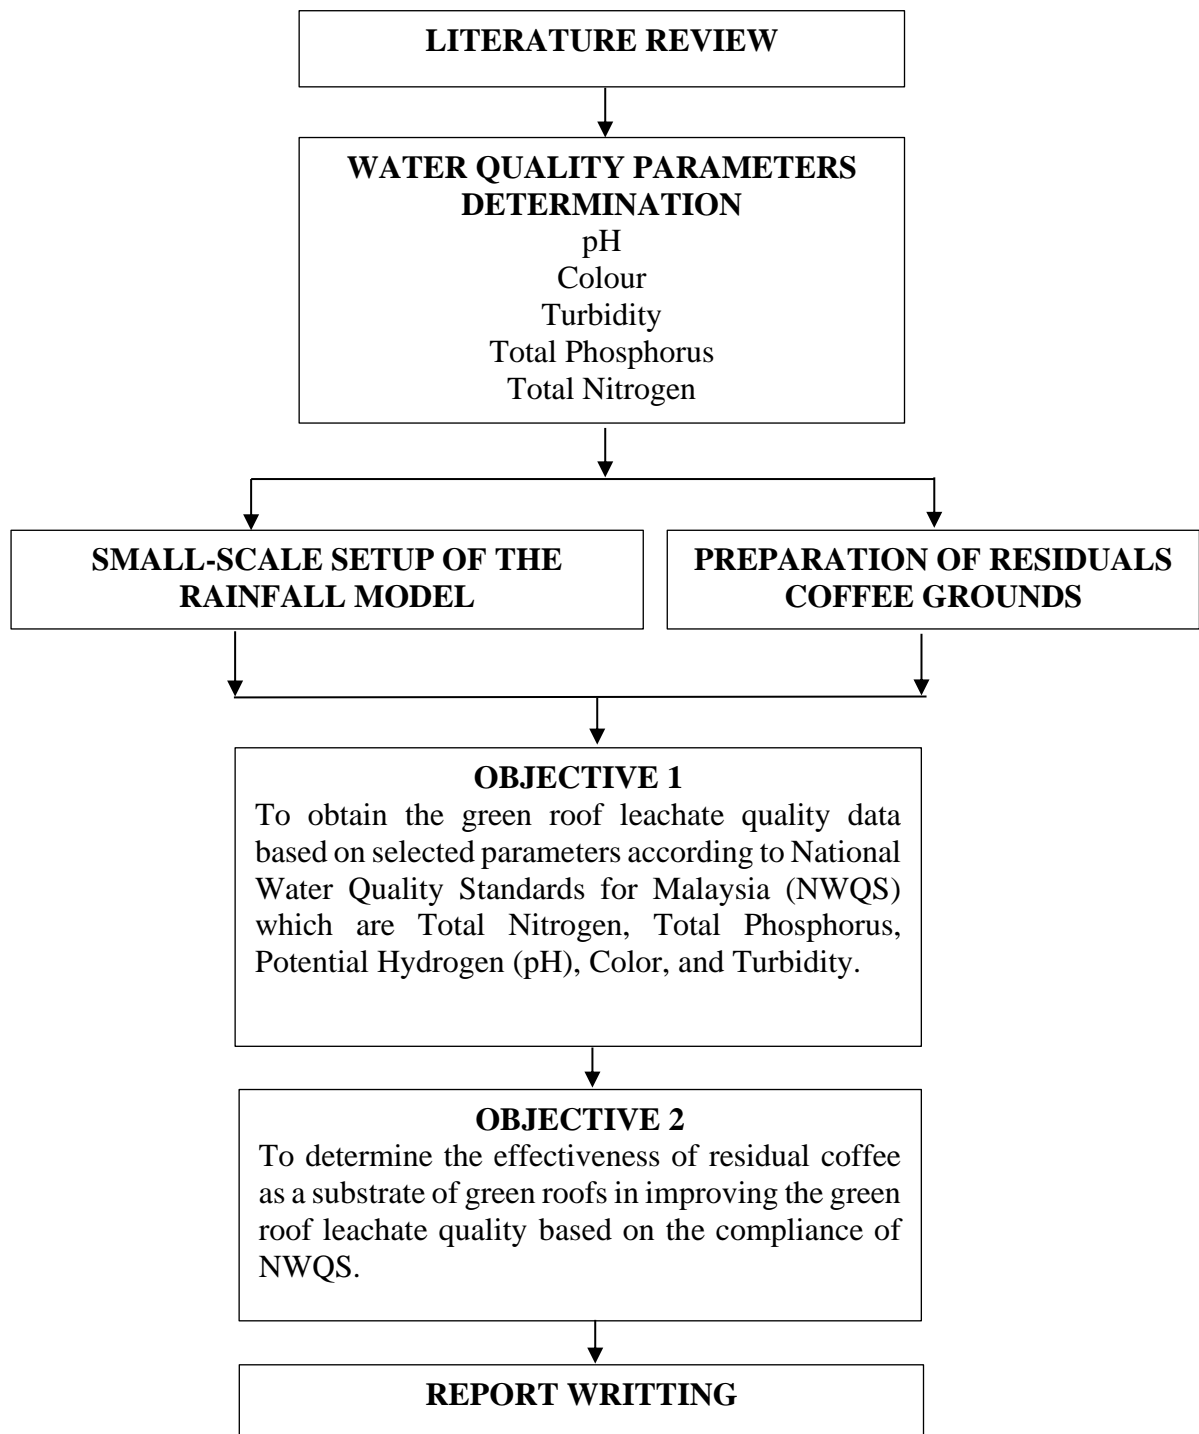 LITERATURE REVIEW
WATER QUALITY PARAMETERS
DETERMINATION
pH
Colour
Turbidity
Total Phosphorus
Total Nitrogen
SMALL-SCALE SETUP OF THE
RAINFALL MODEL
PREPARATION OF RESIDUALS
COFFEE GROUNDS
OBJECTIVE 1
To obtain the green roof leachate quality data
based on selected parameters according to National
Water Quality Standards for Malaysia (NWQS)
which are Total Nitrogen, Total Phosphorus,
Potential Hydrogen (pH), Color, and Turbidity.
OBJECTIVE 2
To determine the effectiveness of residual coffee
as a substrate of green roofs in improving the green
roof leachate quality based on the compliance of
NWQS.
REPORT WRITTING